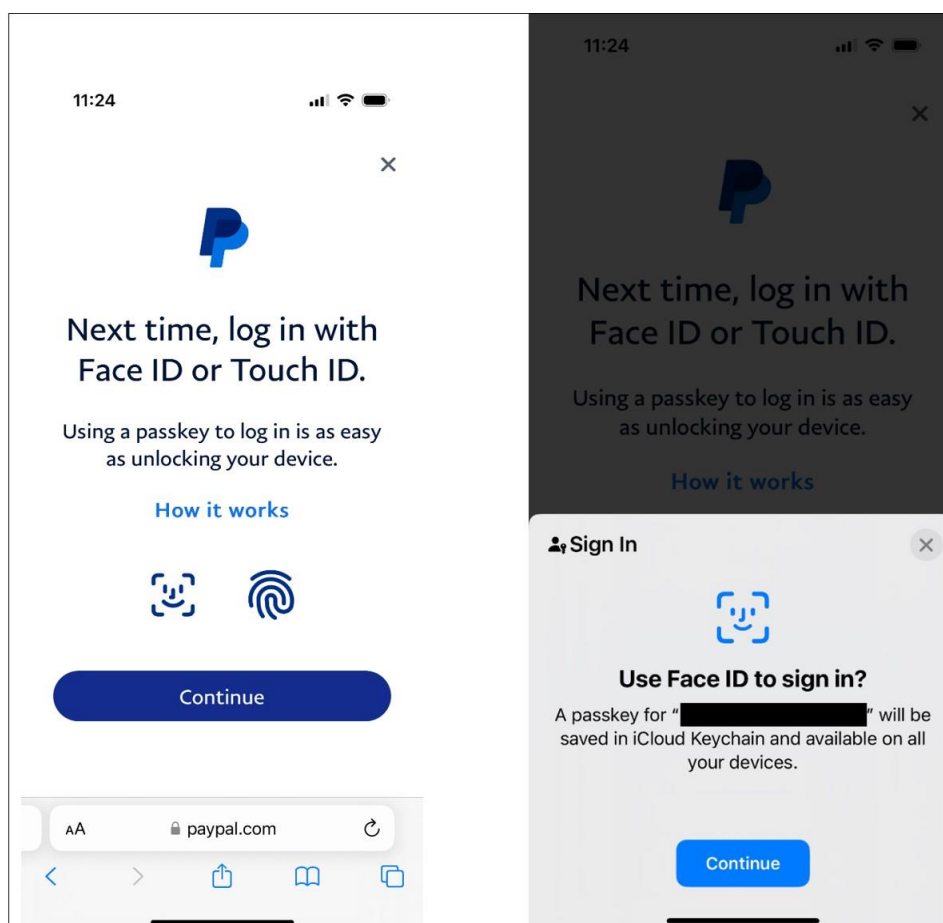 11:24
Next time, log in with
Face ID or Touch ID.
Using a passkey to log in is as easy
as unlocking your device.
How it works
Continue
AA
paypal.com
11:24
Next time, log in with
Face ID or Touch ID.
Using a passkey to log in is as easy
as unlocking your device.
How it works
Sign In
Use Face ID to sign in?
A passkey for “ ” will be
saved in iCloud Keychain and available on all
your devices.
Continue